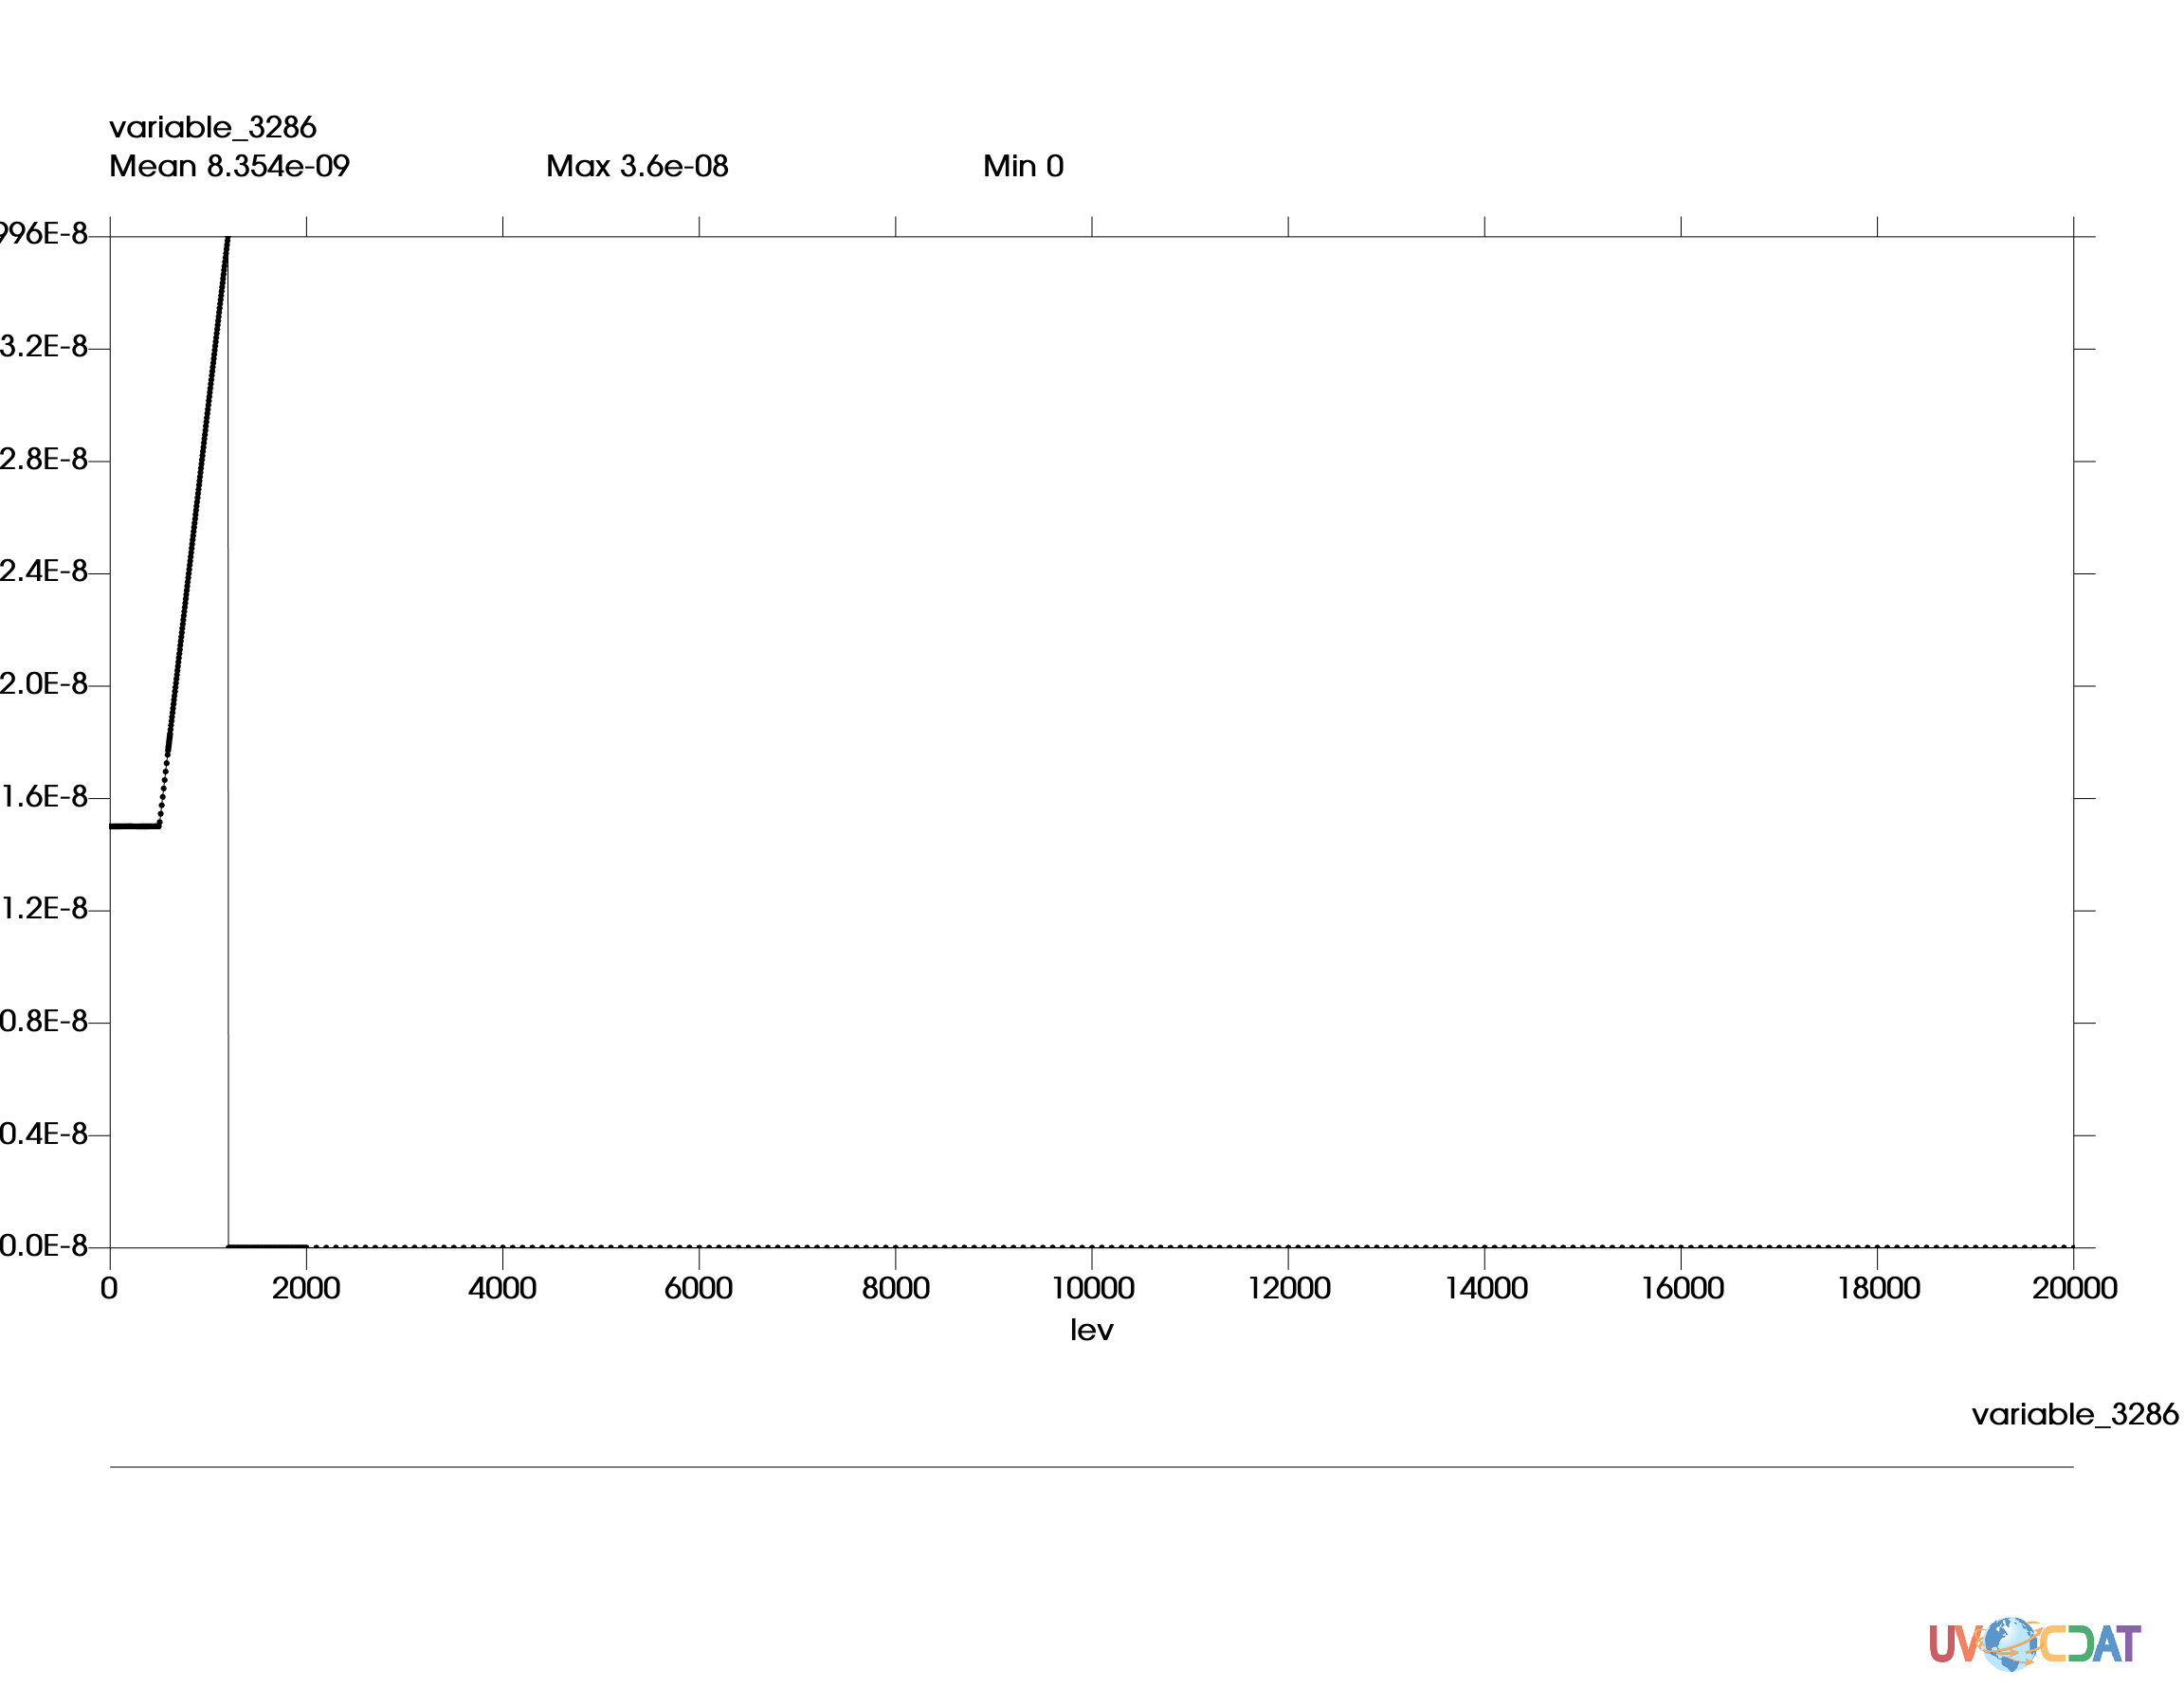 variable_3286
Mean 8.354e-09 Max 3.6e-08 Min 0
996E-8
3.2E-8
2.8E-8
2.4E-8
2.0E-8
1.6E-8
1.2E-8
0.8E-8
0.4E-8
0.0E-8
0 2000 4000 6000 8000 10000 12000 14000 16000 18000 20000
lev
variable_3286
UV CDAT